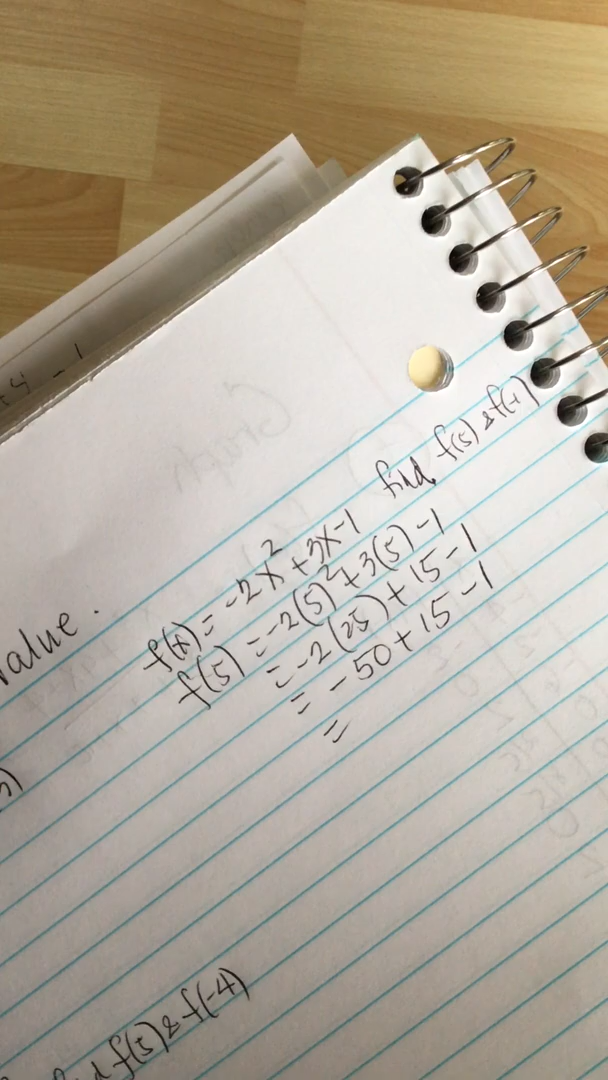 +4 - 1
value.
f(x) = -2x² + 3x - 1 find f(5) &
f(5) = -2(5)² + 3(5) - 1
= -2(25) + 15 - 1
= -50 + 15 - 1
=
f(5) & f(-4)